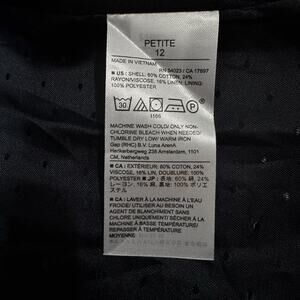 PETITE
12
MADE IN VIETNAM
RN 54023 / CA 17897
■ US : SHELL: 60% COTTON, 24%
RAYON/VISCOSE, 16% LINEN, LINING:
100% POLYESTER
30
P
MACHINE WASH COLD/ ONLY NON-
CHLORINE BLEACH WHEN NEEDED/
TUMBLE DRY LOW/ WARM IRON
Gap (RHC) B.V. Luna ArenA
Herikerbergweg 238 Amsterdam, 1101
CM, Netherlands
■ CA : EXTÉRIEUR: 60% COTON, 24%
VISCOSE, 16% LIN, DOUBLURE: 100%
POLYESTER ■ JP : 表地: 60% 綿, 24%
レーヨン, 16% 麻, 裏地: 100% ポリエ
ステル
■ CA : LAVER À LA MACHINE À L'EAU
FROIDE/ UTILISER AU BESOIN UN
AGENT DE BLANCHIMENT SANS
CHLORE UNIQUEMENT/ SÉCHER À LA
MACHINE À BASSE TEMPÉRATURE/
REPASSER À TEMPÉRATURE
MOYENNE